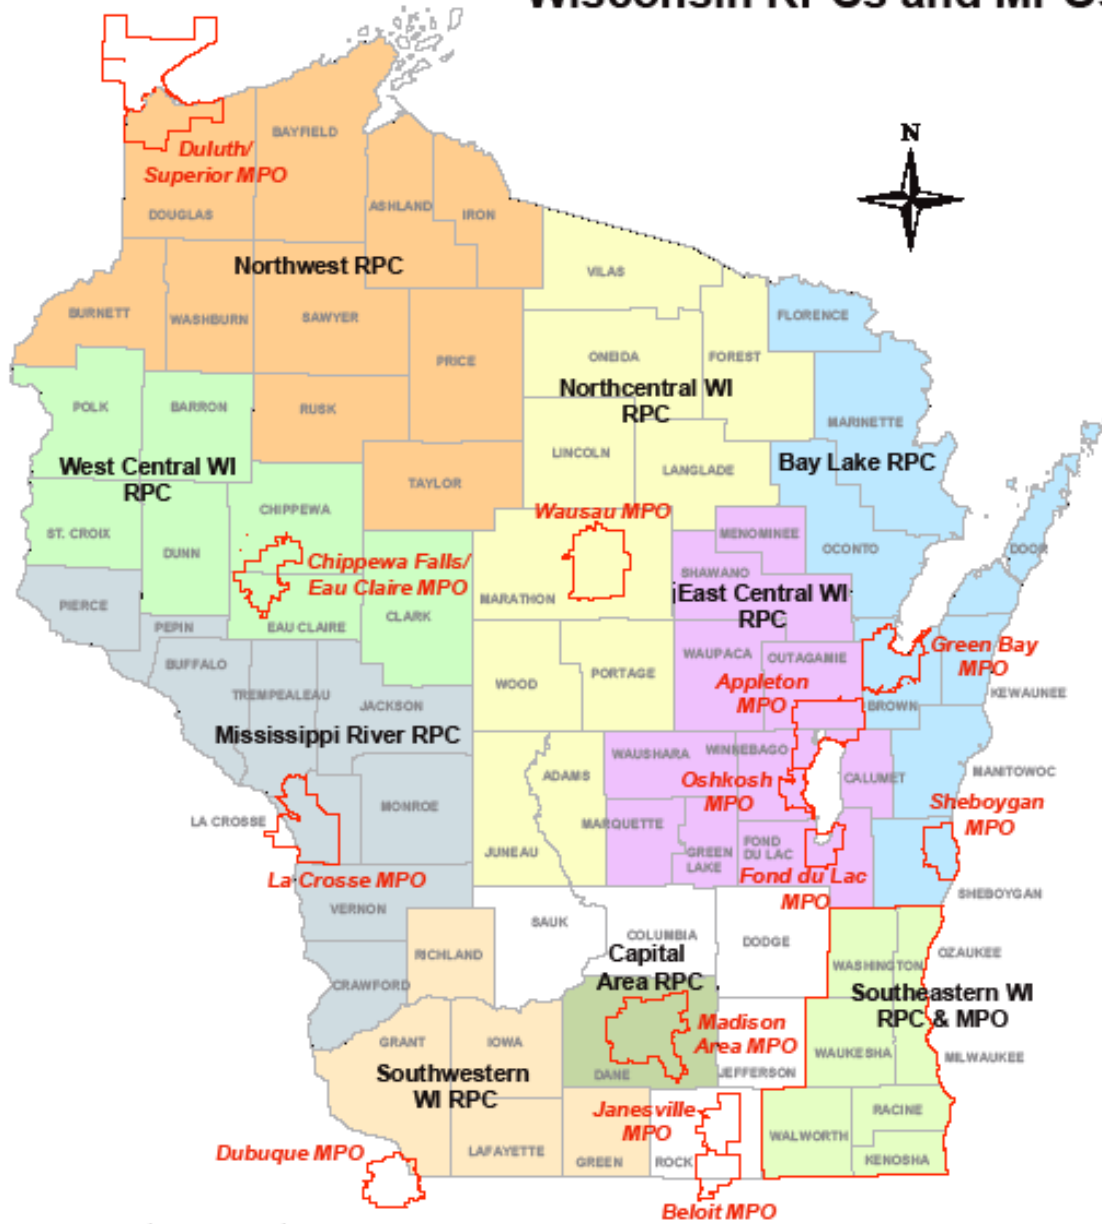 Wisconsin RPCs and MPOs
N
BAYFIELD
Duluth/
Superior MPO
DOUGLAS
ASHLAND
IRON
Northwest RPC
VILAS
BURNETT
WASHBURN
SAWYER
FLORENCE
PRICE
ONEIDA
FOREST
Northcentral WI
RPC
POLK
BARRON
RUSK
MARINETTE
LINCOLN
LANGLADE
Bay Lake RPC
West Central WI
RPC
TAYLOR
CHIPPEWA
Wausau MPO
ST. CROIX
DUNN
MENOMINEE
OCONTO
DOOR
Chippewa Falls/
Eau Claire MPO
SHAWANO
East Central WI
RPC
MARATHON
PIERCE
PEPIN
EAU CLAIRE
CLARK
BUFFALO
WAUPACA
OUTAGAMIE
Green Bay
MPO
WOOD
PORTAGE
Appleton
MPO
TREMPEALEAU
JACKSON
BROWN
KEWAUNEE
Mississippi River RPC
WAUSHARA
WINNEBAGO
ADAMS
Oshkosh
MPO
CALUMET
MANITOWOC
MONROE
Sheboygan
MPO
LA CROSSE
MARQUETTE
JUNEAU
GREEN
LAKE
FOND
DU LAC
La Crosse MPO
Fond du Lac
MPO
SHEBOYGAN
VERNON
SAUK
COLUMBIA
DODGE
RICHLAND
Capital
Area RPC
OZAUKEE
WASHINGTON
CRAWFORD
Southeastern WI
RPC & MPO
Madison
Area MPO
GRANT
IOWA
WAUKESHA
MILWAUKEE
Southwestern
WI RPC
DANE
JEFFERSON
Janesville
MPO
RACINE
WALWORTH
Dubuque MPO
LAFAYETTE
GREEN
ROCK
KENOSHA
Beloit MPO